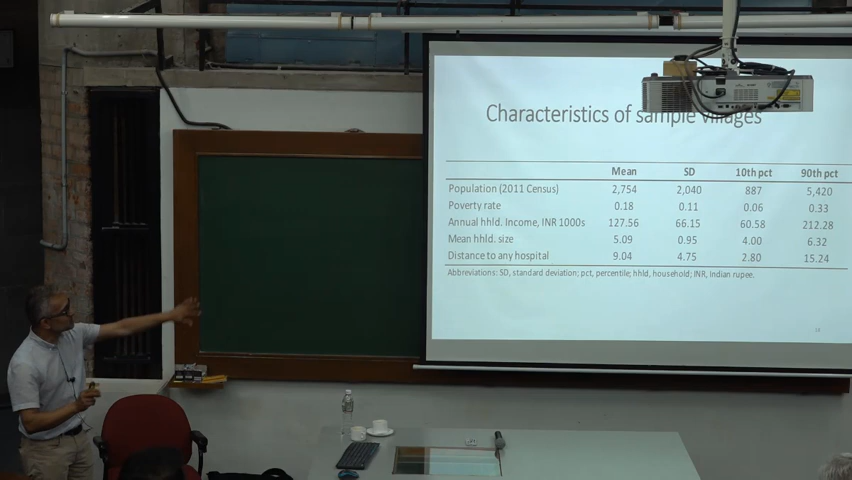 Characteristics of sample villages
Mean SD 10th pct 90th pct
Population (2011 Census) 2,754 2,040 887 5,420
Poverty rate 0.18 0.11 0.06 0.33
Annual hhld. Income, INR 1000s 127.56 66.15 60.58 212.28
Mean hhld. size 5.09 0.95 4.00 6.32
Distance to any hospital 9.04 4.75 2.80 15.24
Abbreviations: SD, standard deviation; pct, percentile; hhld, household; INR, Indian rupee.